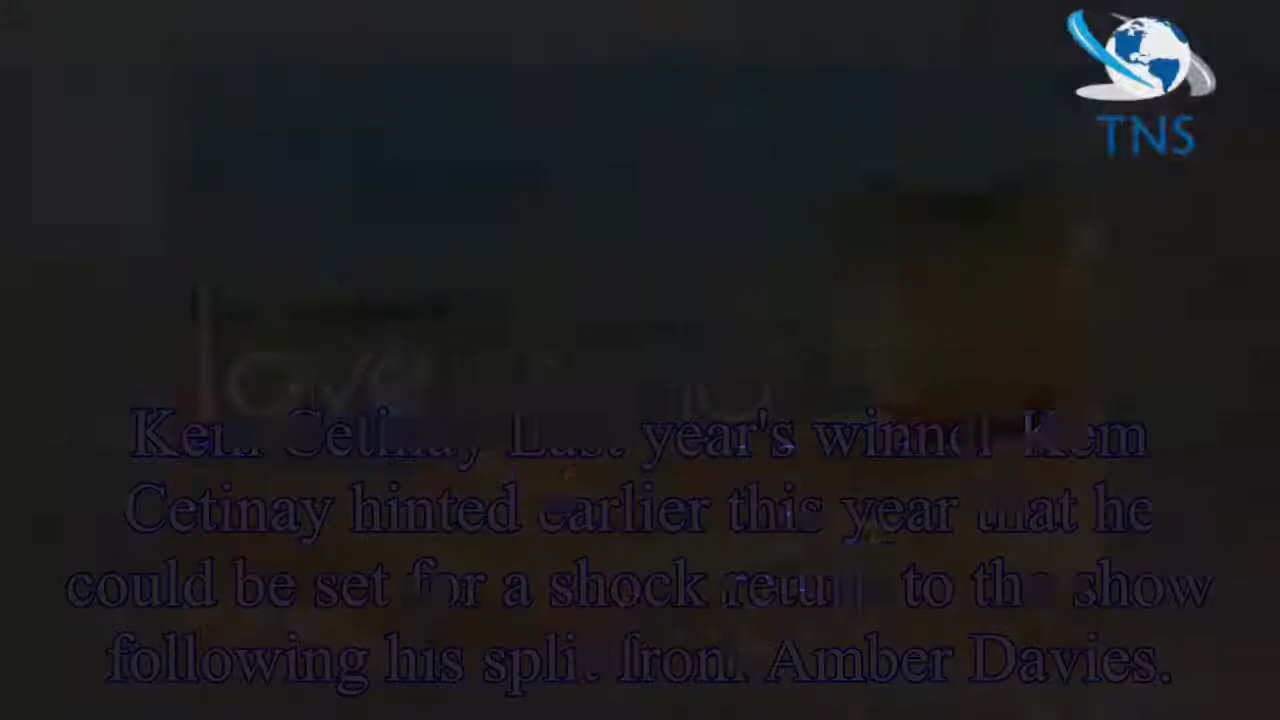 TNS
love
Kem Cetinay Last year's winner Kem
Cetinay hinted earlier this year that he
could be set for a shock return to the show
following his split from Amber Davies.